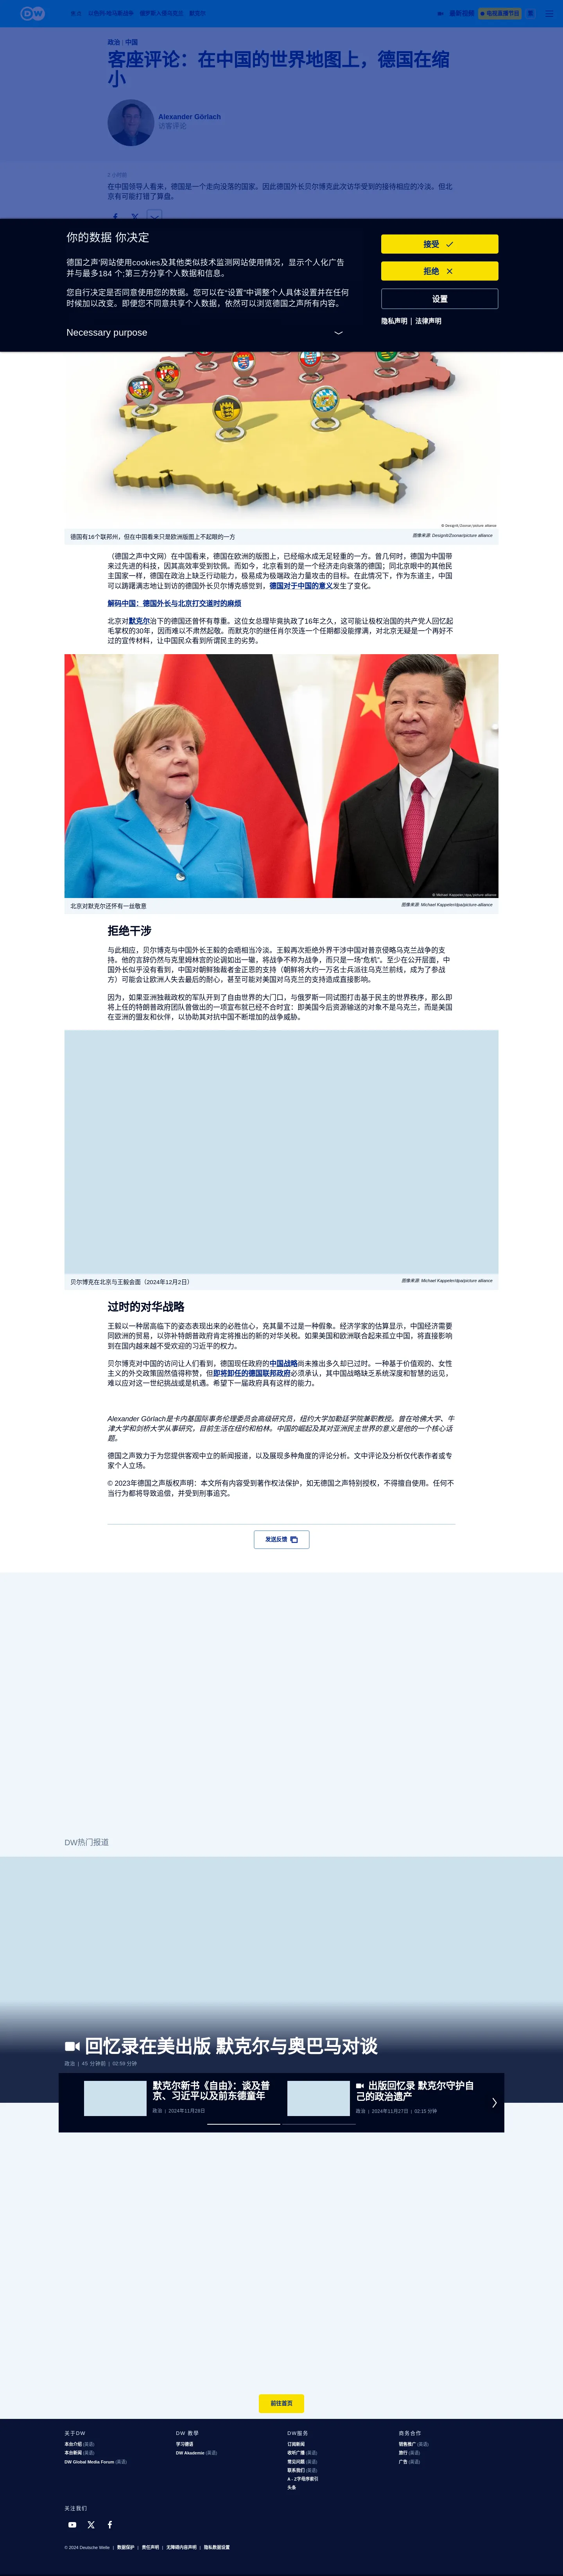 DW
最新视频
电视直播节目
政治 | 中国
客座评论：在中国的世界地图上，德国在缩
小
Alexander Görlach
访客评论
在中国领导人看来，德国是一个走向没落的国家。因此德国外长贝尔博克此次访华受到的接待相应的冷淡。但北
京有可能打错了算盘。
你的数据 你决定
德国之声’网站使用cookies及其他类似技术监测网站使用情况，显示个人化广告
并与最多184 个;第三方分享个人数据和信息。
您自行决定是否同意使用您的数据。您可以在“设置”中调整个人具体设置并在任何
时候加以改变。即便您不同意共享个人数据，依然可以浏览德国之声所有内容。
Necessary purpose
接受
拒绝
设置
隐私声明 | 法律声明
© DesignIt/Zoonar/picture alliance
德国有16个联邦州，但在中国看来只是欧洲版图上不起眼的一方
图像来源: DesignIt/Zoonar/picture alliance
（德国之声中文网）在中国看来，德国在欧洲的版图上，已经缩水成无足轻重的一方。曾几何时，德国为中国带
来过先进的科技，因其高效率受到钦佩。而如今，北京看到的是一个经济走向衰落的德国；同北京眼中的其他民
主国家一样，德国在政治上缺乏行动能力，极易成为极端政治力量攻击的目标。在此情况下，作为东道主，中国
可以踌躇满志地让到访的德国外长贝尔博克感觉到，德国对于中国的意义发生了变化。
解码中国：德国外长与北京打交道时的麻烦
北京对默克尔治下的德国还曾怀有尊重。这位女总理毕竟执政了16年之久，这可能让极权治国的共产党人回忆起
毛掌权的30年，因而难以不肃然起敬。而默克尔的继任肖尔茨连一个任期都没能撑满，对北京无疑是一个再好不
过的宣传材料，让中国民众看到所谓民主的劣势。
© Michael Kappeler/dpa/picture alliance
北京对默克尔还怀有一丝敬意
图像来源: Michael Kappeler/dpa/picture alliance
拒绝干涉
与此相应，贝尔博克与中国外长王毅的会晤相当冷淡。王毅再次拒绝外界干涉中国对普京侵略乌克兰战争的支
持。他的言辞仍然与克里姆林宫的论调如出一辙，将战争不称为战争，而只是一场“危机”。至少在公开层面，中
国外长似乎没有看到，中国对朝鲜独裁者金正恩的支持（朝鲜将大约一万名士兵派往乌克兰前线，成为了参战
方）可能会让欧洲人失去最后的耐心，甚至可能对美国对乌克兰的支持造成直接影响。
因为，如果亚洲独裁政权的军队开到了自由世界的大门口，与俄罗斯一同试图打击基于民主的世界秩序，那么即
将上任的特朗普政府团队曾做出的一项宣布就已经不合时宜：即美国今后资源输送的对象不是乌克兰，而是美国
在亚洲的盟友和伙伴，以协助其对抗中国不断增加的战争威胁。
贝尔博克在北京与王毅会面（2024年12月2日）
图像来源: Michael Kappeler/dpa/picture alliance
过时的对华战略
王毅以一种居高临下的姿态表现出来的必胜信心，充其量不过是一种假象。经济学家的估算显示，中国经济需要
同欧洲的贸易，以弥补特朗普政府肯定将推出的新的对华关税。如果美国和欧洲联合起来孤立中国，将直接影响
到在国内越来越不受欢迎的习近平的权力。
贝尔博克对中国的访问让人们看到，德国现任政府的中国战略尚未推出多久却已过时。一种基于价值观的、女性
主义的外交政策固然值得称赞，但即将卸任的德国联邦政府必须承认，其中国战略缺乏系统深度和智慧的远见，
难以应对这一世纪挑战或是机遇。希望下一届政府具有这样的能力。
Alexander Görlach是卡内基国际事务伦理委员会高级研究员，纽约大学加勒廷学院兼职教授。曾在哈佛大学、牛
津大学和剑桥大学从事研究，目前生活在纽约和柏林。中国的崛起及其对亚洲民主世界的意义是他的一个核心话
题。
德国之声致力于为您提供客观中立的新闻报道，以及展现多种角度的评论分析。文中评论及分析仅代表作者或专
家个人立场。
© 2023年德国之声版权声明：本文所有内容受到著作权法保护，如无德国之声特别授权，不得擅自使用。任何不
当行为都将导致追偿，并受到刑事追究。
发送反馈
DW热门报道
回忆录在美出版 默克尔与奥巴马对谈
政治 | 45 分钟前 | 02:59 分钟
默克尔新书《自由》：谈及普
京、习近平以及前东德童年
政治 | 2024年11月28日
出版回忆录 默克尔守护自
己的政治遗产
政治 | 2024年11月27日 | 02:15 分钟
前往首页
关于DW
本台介绍 (英语)
本台新闻 (英语)
DW Global Media Forum (英语)
DW 教学
学习德语
DW Akademie (英语)
DW服务
订阅新闻
收听广播 (英语)
常见问题 (英语)
联系我们 (英语)
A - Z字母序索引
头条
商务合作
销售推广 (英语)
旅行 (英语)
广告 (英语)
关注我们
© 2024 Deutsche Welle | 数据保护 | 责任声明 | 无障碍内容声明 | 隐私数据设置